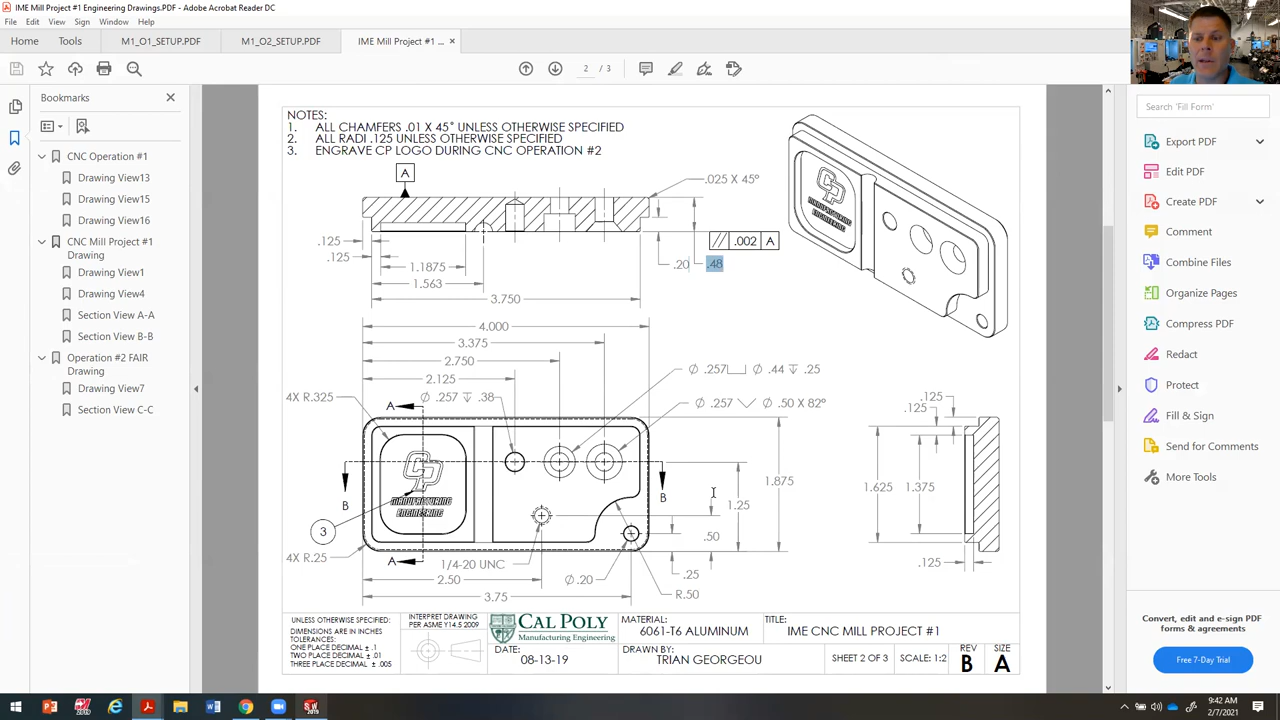 IME Mill Project #1 Engineering Drawings.PDF - Adobe Acrobat Reader DC
File Edit View Sign Window Help
Home Tools M1_O1_SETUP.PDF M1_O2_SETUP.PDF IME Mill Project #1 ... ×
2 / 3
Bookmarks
CNC Operation #1
Drawing View13
Drawing View15
Drawing View16
CNC Mill Project #1
Drawing
Drawing View1
Drawing View4
Section View A-A
Section View B-B
Operation #2 FAIR
Drawing View7
Section View C-C
NOTES:
1. ALL CHAMFERS .01 X 45° UNLESS OTHERWISE SPECIFIED
2. ALL RADI .125 UNLESS OTHERWISE SPECIFIED
3. ENGRAVE CP LOGO DURING CNC OPERATION #2
A
.025 X 45°
// .002 A
.125
.125
.20
.48
1.1875
1.563
3.750
CP
MANUFACTURING
ENGINEERING
4.000
3.375
2.750
2.125
Ø .257 ⌴ Ø .44 ↧ .25
4X R.325
A
Ø .257 ↧ .38
Ø .257 ⌵ Ø .50 X 82°
CP
MANUFACTURING
ENGINEERING
B
B
3
4X R.25
A
1/4-20 UNC
2.50
3.75
Ø.20
R.50
.25
.50
1.25
1.875
.125
.125
1.625
1.375
.125
UNLESS OTHERWISE SPECIFIED:
DIMENSIONS ARE IN INCHES
TOLERANCES:
ONE PLACE DECIMAL ± .1
TWO PLACE DECIMAL ± .01
THREE PLACE DECIMAL ± .005
INTERPRET DRAWING
PER ASME Y14.5 2009
CAL POLY
Manufacturing Engineering
DATE:
08-13-19
MATERIAL:
6061-T6 ALUMINUM
DRAWN BY:
TRIAN GEORGEOU
TITLE:
IME CNC MILL PROJECT #1
SHEET 2 OF 3
SCALE: 1:2
REV
B
SIZE
A
Search 'Fill Form'
Export PDF
Edit PDF
Create PDF
Comment
Combine Files
Organize Pages
Compress PDF
Redact
Protect
Fill & Sign
Send for Comments
More Tools
Convert, edit and e-sign PDF
forms & agreements
Free 7-Day Trial
9:42 AM
2/7/2021